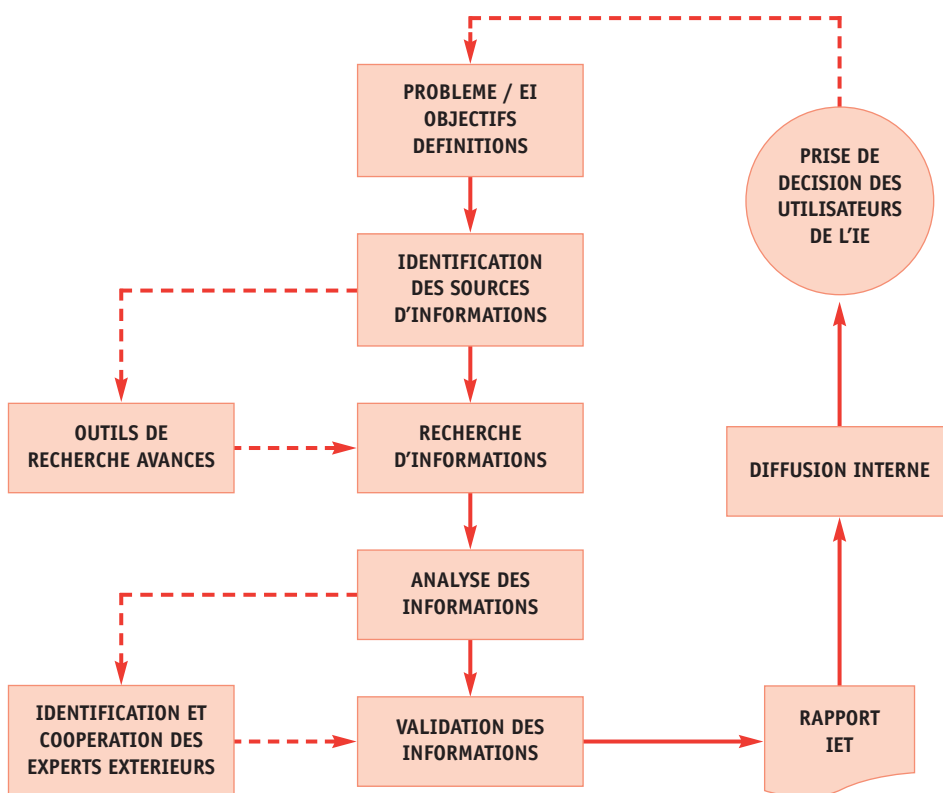 PROBLEME / EI
OBJECTIFS
DEFINITIONS
PRISE DE
DECISION DES
UTILISATEURS
DE L'IE
IDENTIFICATION
DES SOURCES
D'INFORMATIONS
OUTILS DE
RECHERCHE AVANCES
RECHERCHE
D'INFORMATIONS
DIFFUSION INTERNE
ANALYSE DES
INFORMATIONS
IDENTIFICATION ET
COOPERATION DES
EXPERTS EXTERIEURS
VALIDATION DES
INFORMATIONS
RAPPORT
IET